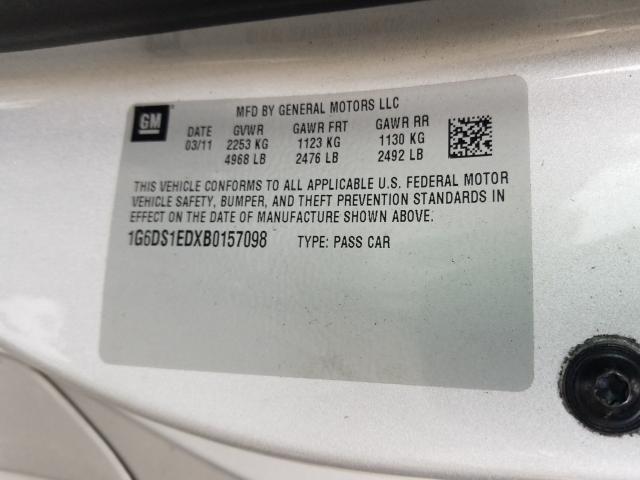 GM
MFD BY GENERAL MOTORS LLC
DATE GVWR GAWR FRT GAWR RR
03/11 2253 KG 1123 KG 1130 KG
4968 LB 2476 LB 2492 LB
THIS VEHICLE CONFORMS TO ALL APPLICABLE U.S. FEDERAL MOTOR
VEHICLE SAFETY, BUMPER, AND THEFT PREVENTION STANDARDS IN
EFFECT ON THE DATE OF MANUFACTURE SHOWN ABOVE.
1G6DS1EDXB0157098 TYPE: PASS CAR